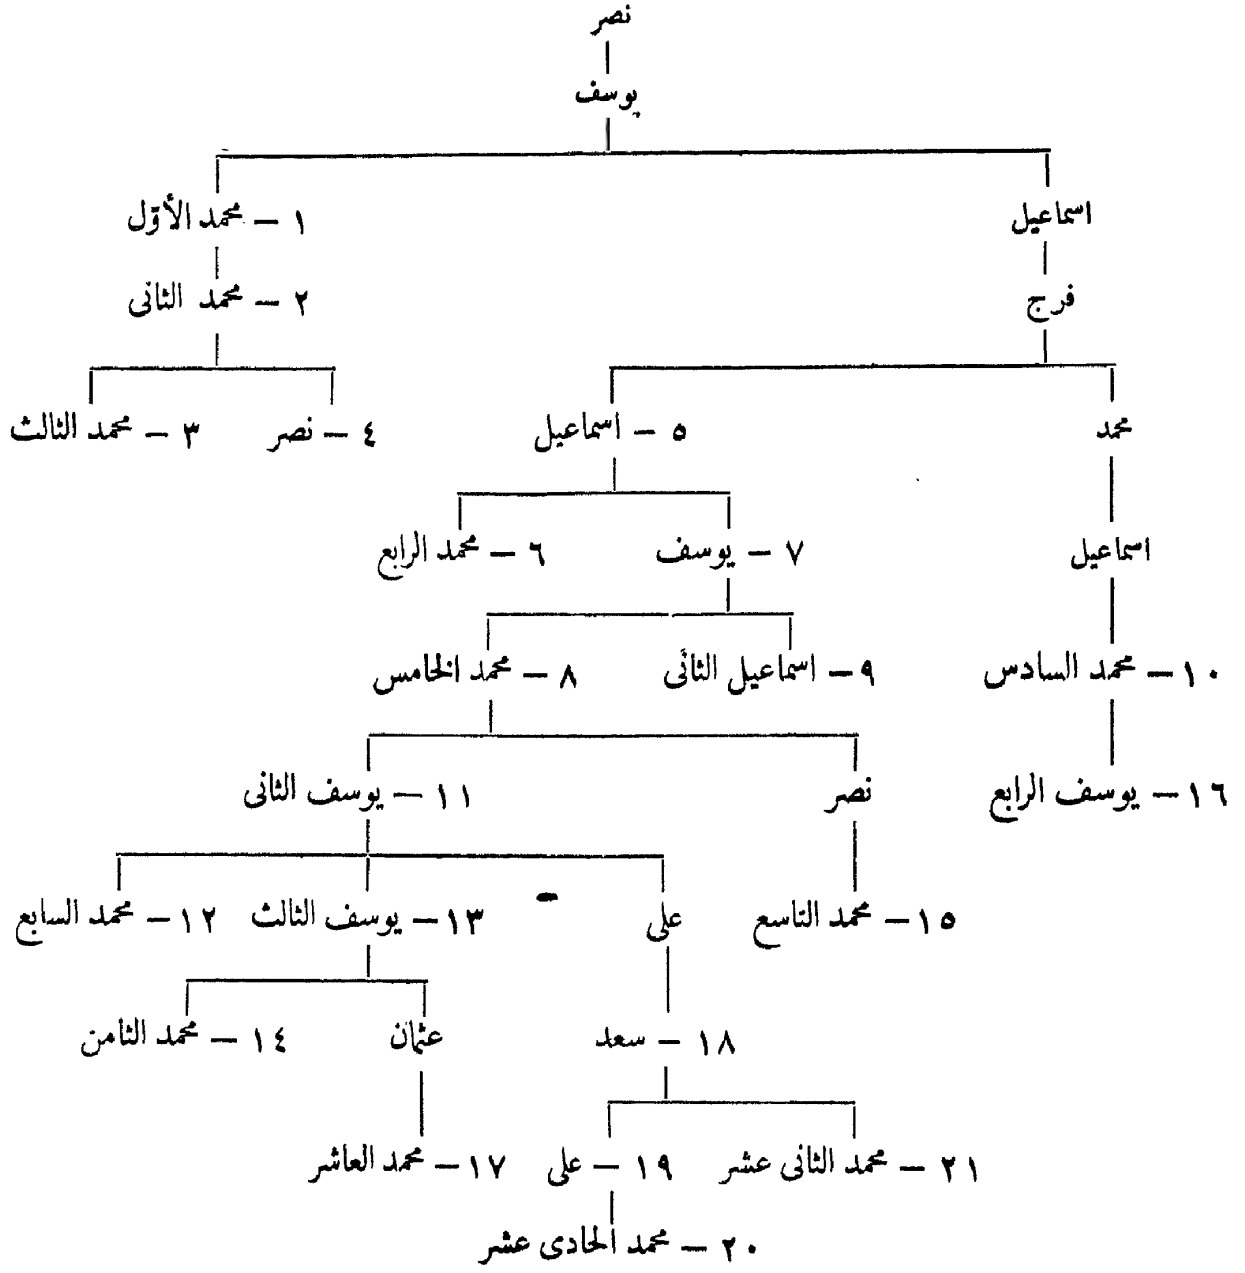 نصر
يوسف
اسماعيل
١ – محمد الأوّل
فرج
٢ – محمد الثانى
محمد
٥ – اسماعيل
٤ – نصر
٣ – محمد الثالث
اسماعيل
٧ – يوسف
٦ – محمد الرابع
١٠ – محمد السادس
٩ – اسماعيل الثانى
٨ – محمد الخامس
١٦ – يوسف الرابع
نصر
١١ – يوسف الثانى
١٥ – محمد التاسع
على
١٣ – يوسف الثالث
١٢ – محمد السابع
١٨ – سعد
عثمان
١٤ – محمد الثامن
٢١ – محمد الثانى عشر
١٩ – على
١٧ – محمد العاشر
٢٠ – محمد الحادى عشر